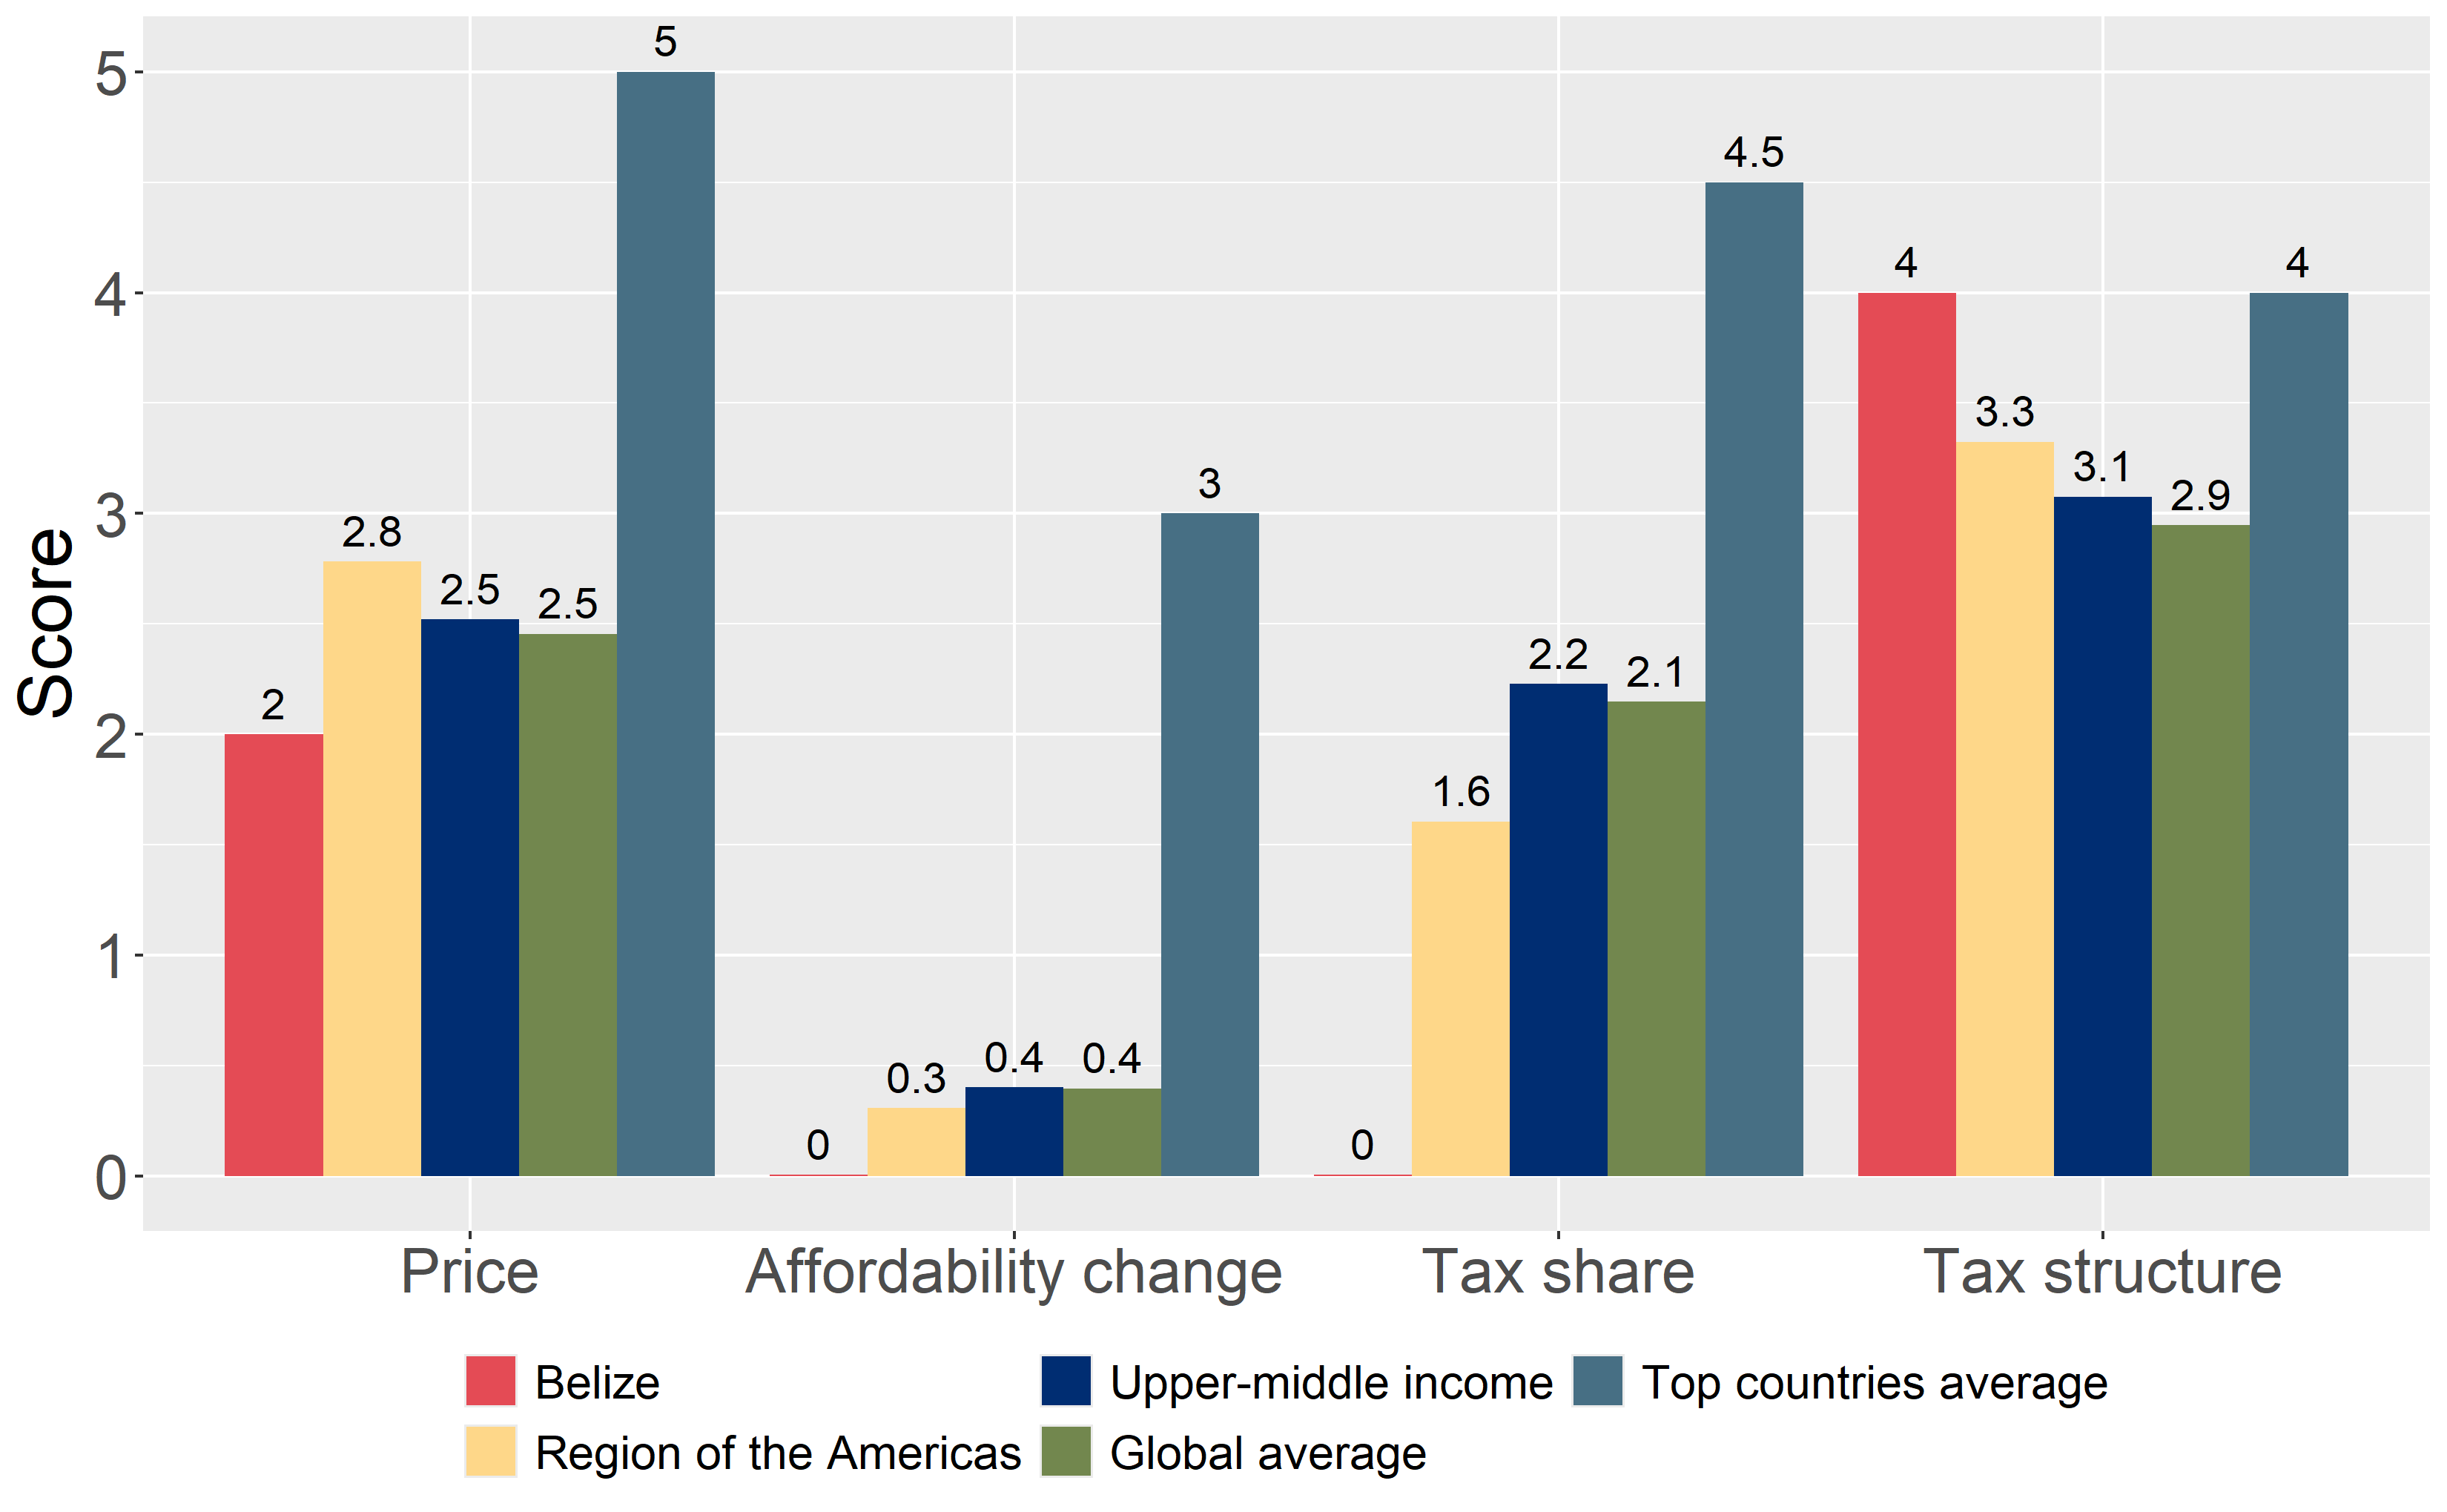 Score
5
4
3
2
1
0
2
2.8
2.5
2.5
5
0
0.3
0.4
0.4
3
0
1.6
2.2
2.1
4.5
4
3.3
3.1
2.9
4
Price
Affordability change
Tax share
Tax structure
Belize
Region of the Americas
Upper-middle income
Global average
Top countries average